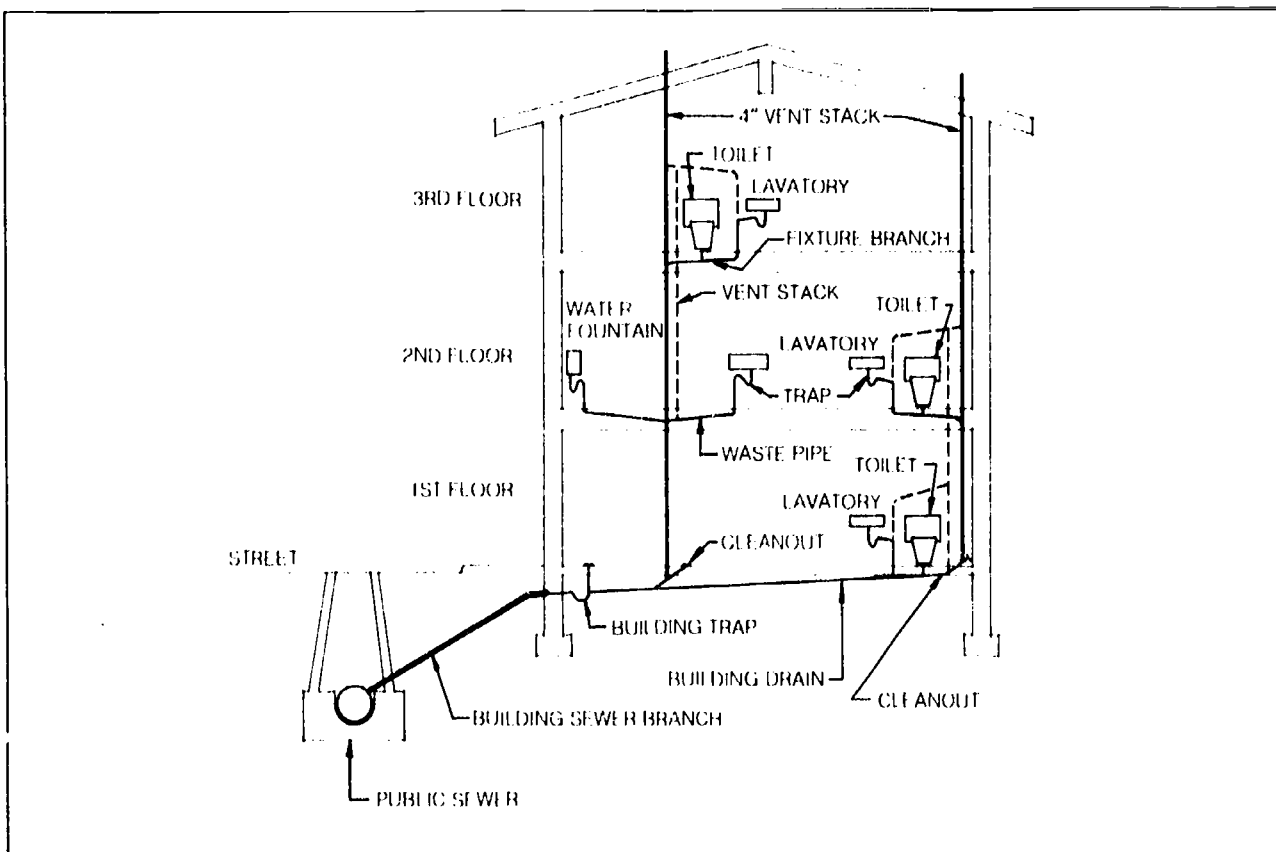 4" VENT STACK
TOILET
LAVATORY
3RD FLOOR
FIXTURE BRANCH
VENT STACK
WATER
FOUNTAIN
TOILET
LAVATORY
2ND FLOOR
TRAP
WASTE PIPE
TOILET
1ST FLOOR
LAVATORY
CLEANOUT
STREET
BUILDING TRAP
BUILDING DRAIN
CLEANOUT
BUILDING SEWER BRANCH
PUBLIC SEWER